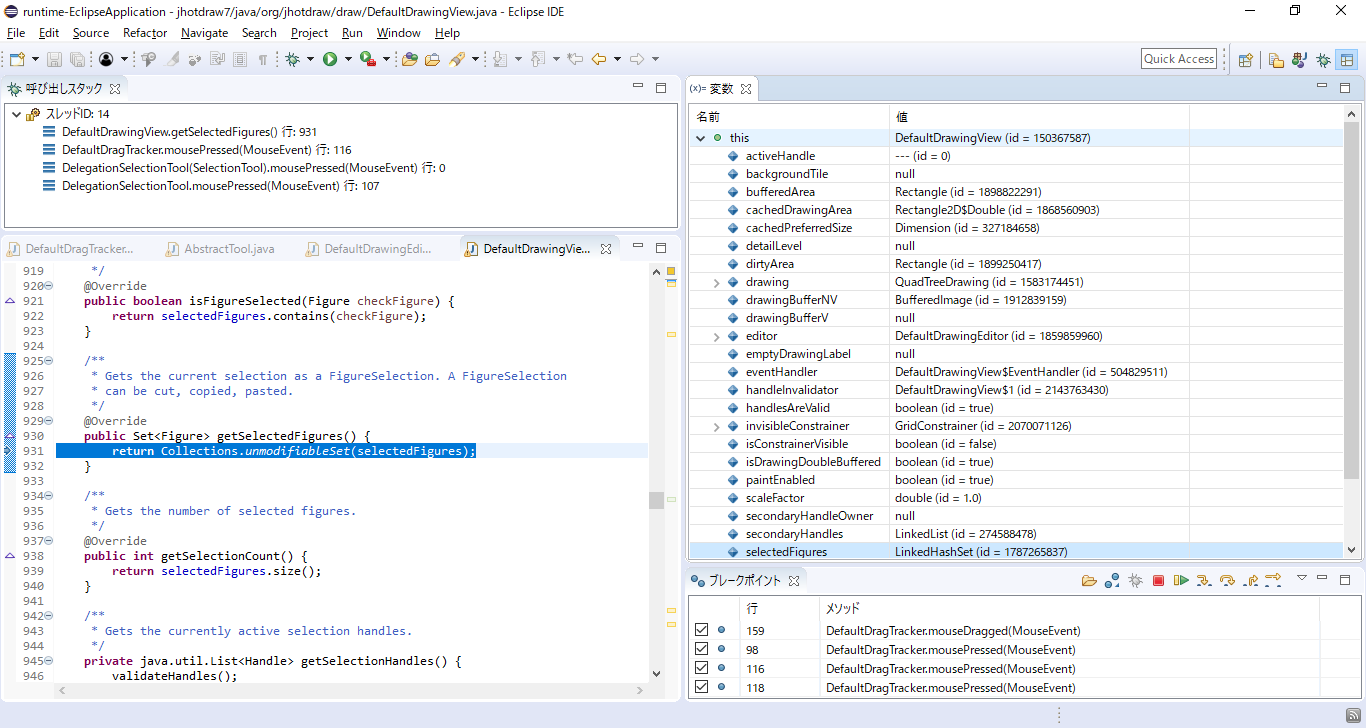 runtime-EclipseApplication - jhotdraw7/java/org/jhotdraw/draw/DefaultDrawingView.java - Eclipse IDE
File Edit Source Refactor Navigate Search Project Run Window Help
Quick Access
呼び出しスタック
スレッドID: 14
DefaultDrawingView.getSelectedFigures() 行: 931
DefaultDragTracker.mousePressed(MouseEvent) 行: 116
DelegationSelectionTool(SelectionTool).mousePressed(MouseEvent) 行: 0
DelegationSelectionTool.mousePressed(MouseEvent) 行: 107
DefaultDragTracker... AbstractTool.java DefaultDrawingEdi... DefaultDrawingVie...
919 */
920 @Override
921 public boolean isFigureSelected(Figure checkFigure) {
922 return selectedFigures.contains(checkFigure);
923 }
924
925 /**
926 * Gets the current selection as a FigureSelection. A FigureSelection
927 * can be cut, copied, pasted.
928 */
929 @Override
930 public Set<Figure> getSelectedFigures() {
931 return Collections.unmodifiableSet(selectedFigures);
932 }
933
934 /**
935 * Gets the number of selected figures.
936 */
937 @Override
938 public int getSelectionCount() {
939 return selectedFigures.size();
940 }
941
942 /**
943 * Gets the currently active selection handles.
944 */
945 private java.util.List<Handle> getSelectionHandles() {
946 validateHandles();
(x)= 変数
名前 値
this DefaultDrawingView (id = 150367587)
activeHandle --- (id = 0)
backgroundTile null
bufferedArea Rectangle (id = 1898822291)
cachedDrawingArea Rectangle2D$Double (id = 1868560903)
cachedPreferredSize Dimension (id = 327184658)
detailLevel null
dirtyArea Rectangle (id = 1899250417)
drawing QuadTreeDrawing (id = 1583174451)
drawingBufferNV BufferedImage (id = 1912839159)
drawingBufferV null
editor DefaultDrawingEditor (id = 1859859960)
emptyDrawingLabel null
eventHandler DefaultDrawingView$EventHandler (id = 504829511)
handleInvalidator DefaultDrawingView$1 (id = 2143763430)
handlesAreValid boolean (id = true)
invisibleConstrainer GridConstrainer (id = 2070071126)
isConstrainerVisible boolean (id = false)
isDrawingDoubleBuffered boolean (id = true)
paintEnabled boolean (id = true)
scaleFactor double (id = 1.0)
secondaryHandleOwner null
secondaryHandles LinkedList (id = 274588478)
selectedFigures LinkedHashSet (id = 1787265837)
ブレークポイント
行 メソッド
159 DefaultDragTracker.mouseDragged(MouseEvent)
98 DefaultDragTracker.mousePressed(MouseEvent)
116 DefaultDragTracker.mousePressed(MouseEvent)
118 DefaultDragTracker.mousePressed(MouseEvent)